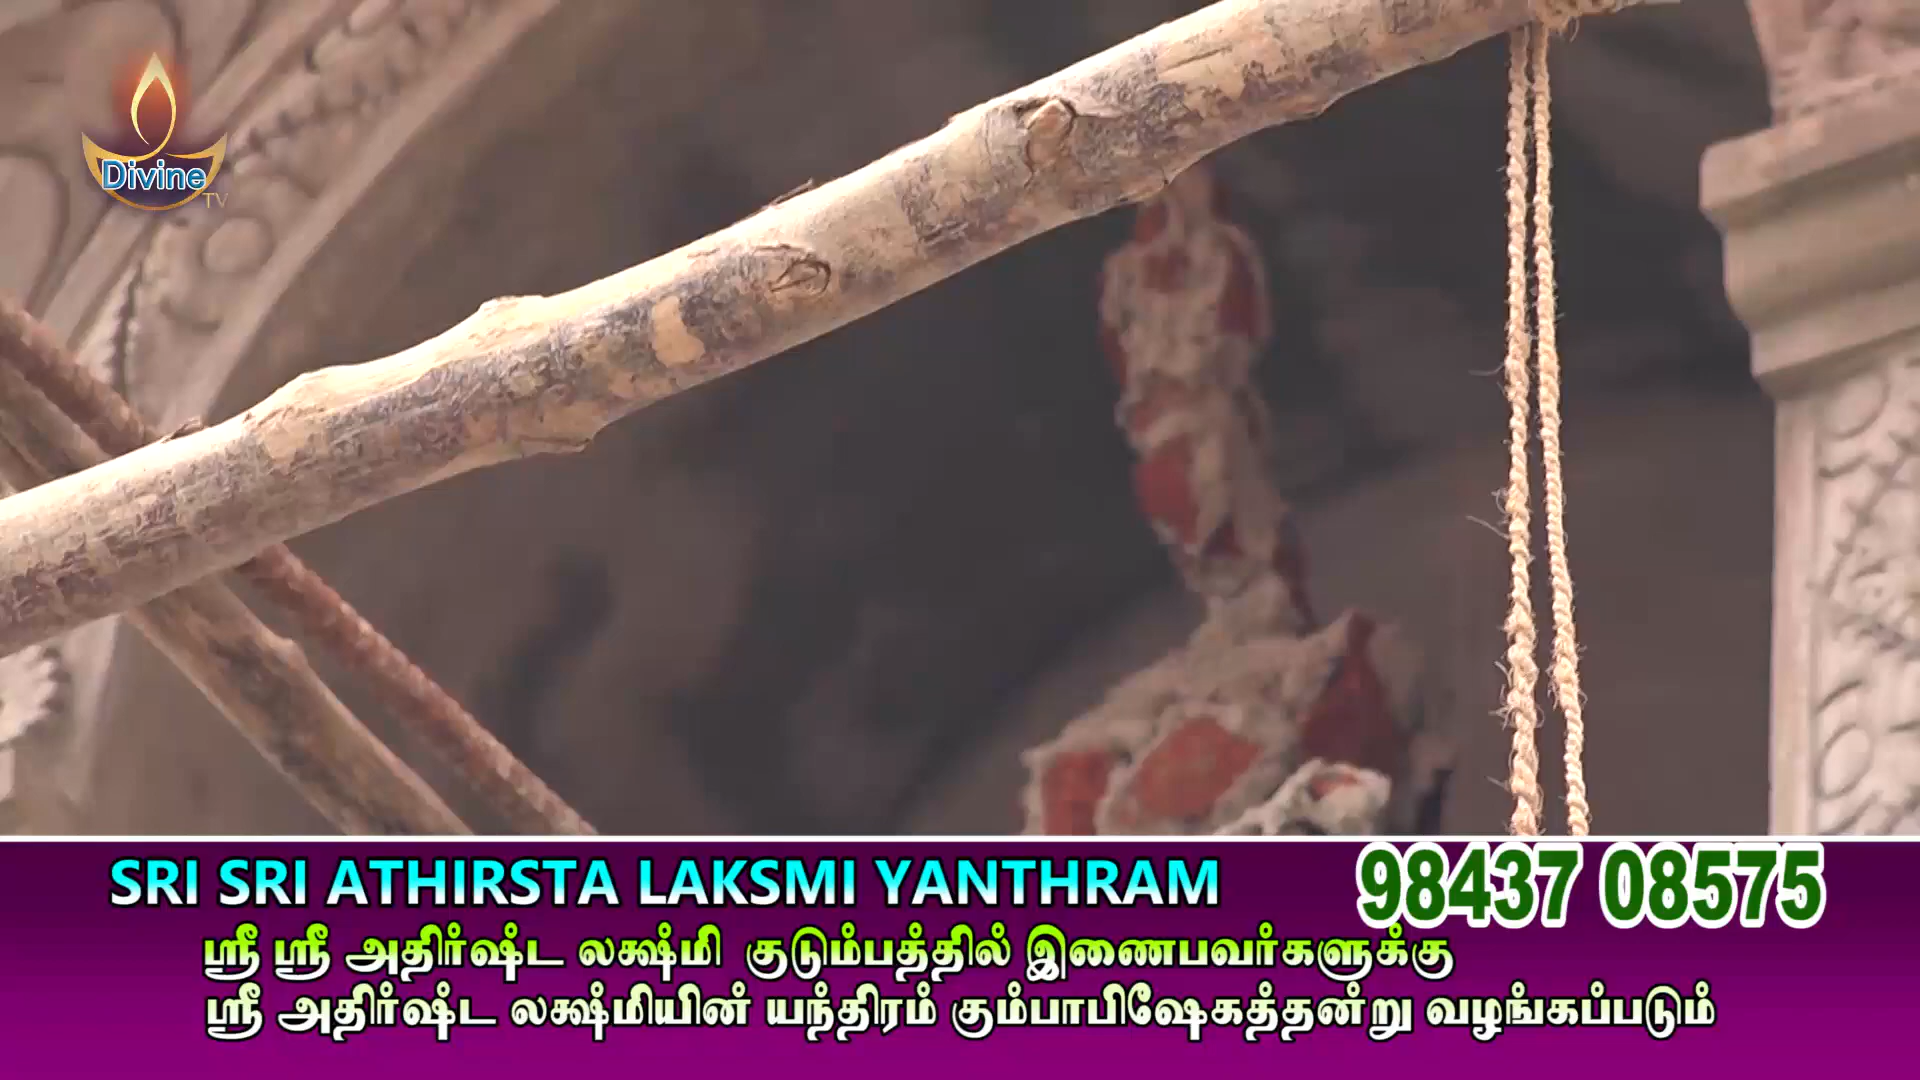 Divine
TV
SRI SRI ATHIRSTA LAKSMI YANTHRAM
98437 08575
ஸ்ரீ ஸ்ரீ அதிர்ஷ்ட லக்ஷ்மி குடும்பத்தில் இணைபவர்களுக்கு
ஸ்ரீ அதிர்ஷ்ட லக்ஷ்மியின் யந்திரம் கும்பாபிஷேகத்தன்று வழங்கப்படும்